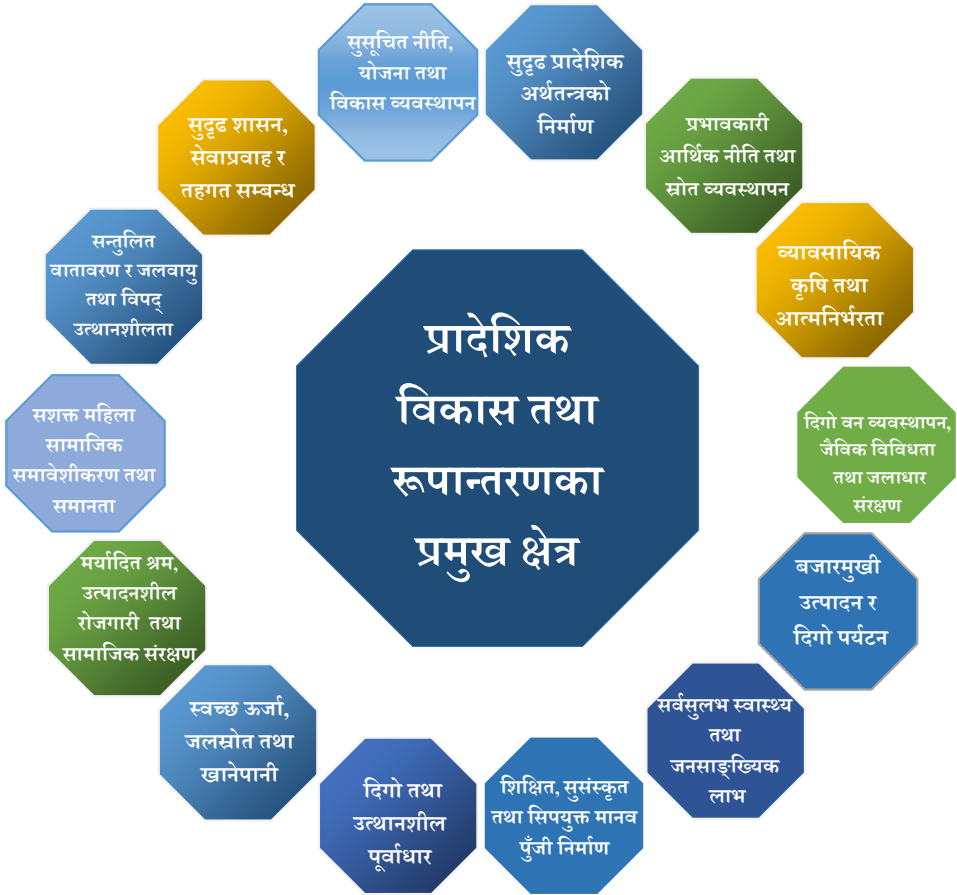 प्रादेशिक
विकास तथा
रूपान्तरणका
प्रमुख क्षेत्र
सुदृढ प्रादेशिक
अर्थतन्त्रको
निर्माण
प्रभावकारी
आर्थिक नीति तथा
स्रोत व्यवस्थापन
व्यावसायिक
कृषि तथा
आत्मनिर्भरता
दिगो वन व्यवस्थापन,
जैविक विविधता
तथा जलाधार
संरक्षण
बजारमुखी
उत्पादन र
दिगो पर्यटन
सर्वसुलभ स्वास्थ्य
तथा
जनसाङ्ख्यिक
लाभ
शिक्षित, सुसंस्कृत
तथा सिपयुक्त मानव
पुँजी निर्माण
दिगो तथा
उत्थानशील
पूर्वाधार
स्वच्छ ऊर्जा,
जलस्रोत तथा
खानेपानी
मर्यादित श्रम,
उत्पादनशील
रोजगारी तथा
सामाजिक संरक्षण
सशक्त महिला
सामाजिक
समावेशीकरण तथा
समानता
सन्तुलित
वातावरण र जलवायु
तथा विपद्
उत्थानशीलता
सुदृढ शासन,
सेवाप्रवाह र
तहगत सम्बन्ध
सुसूचित नीति,
योजना तथा
विकास व्यवस्थापन